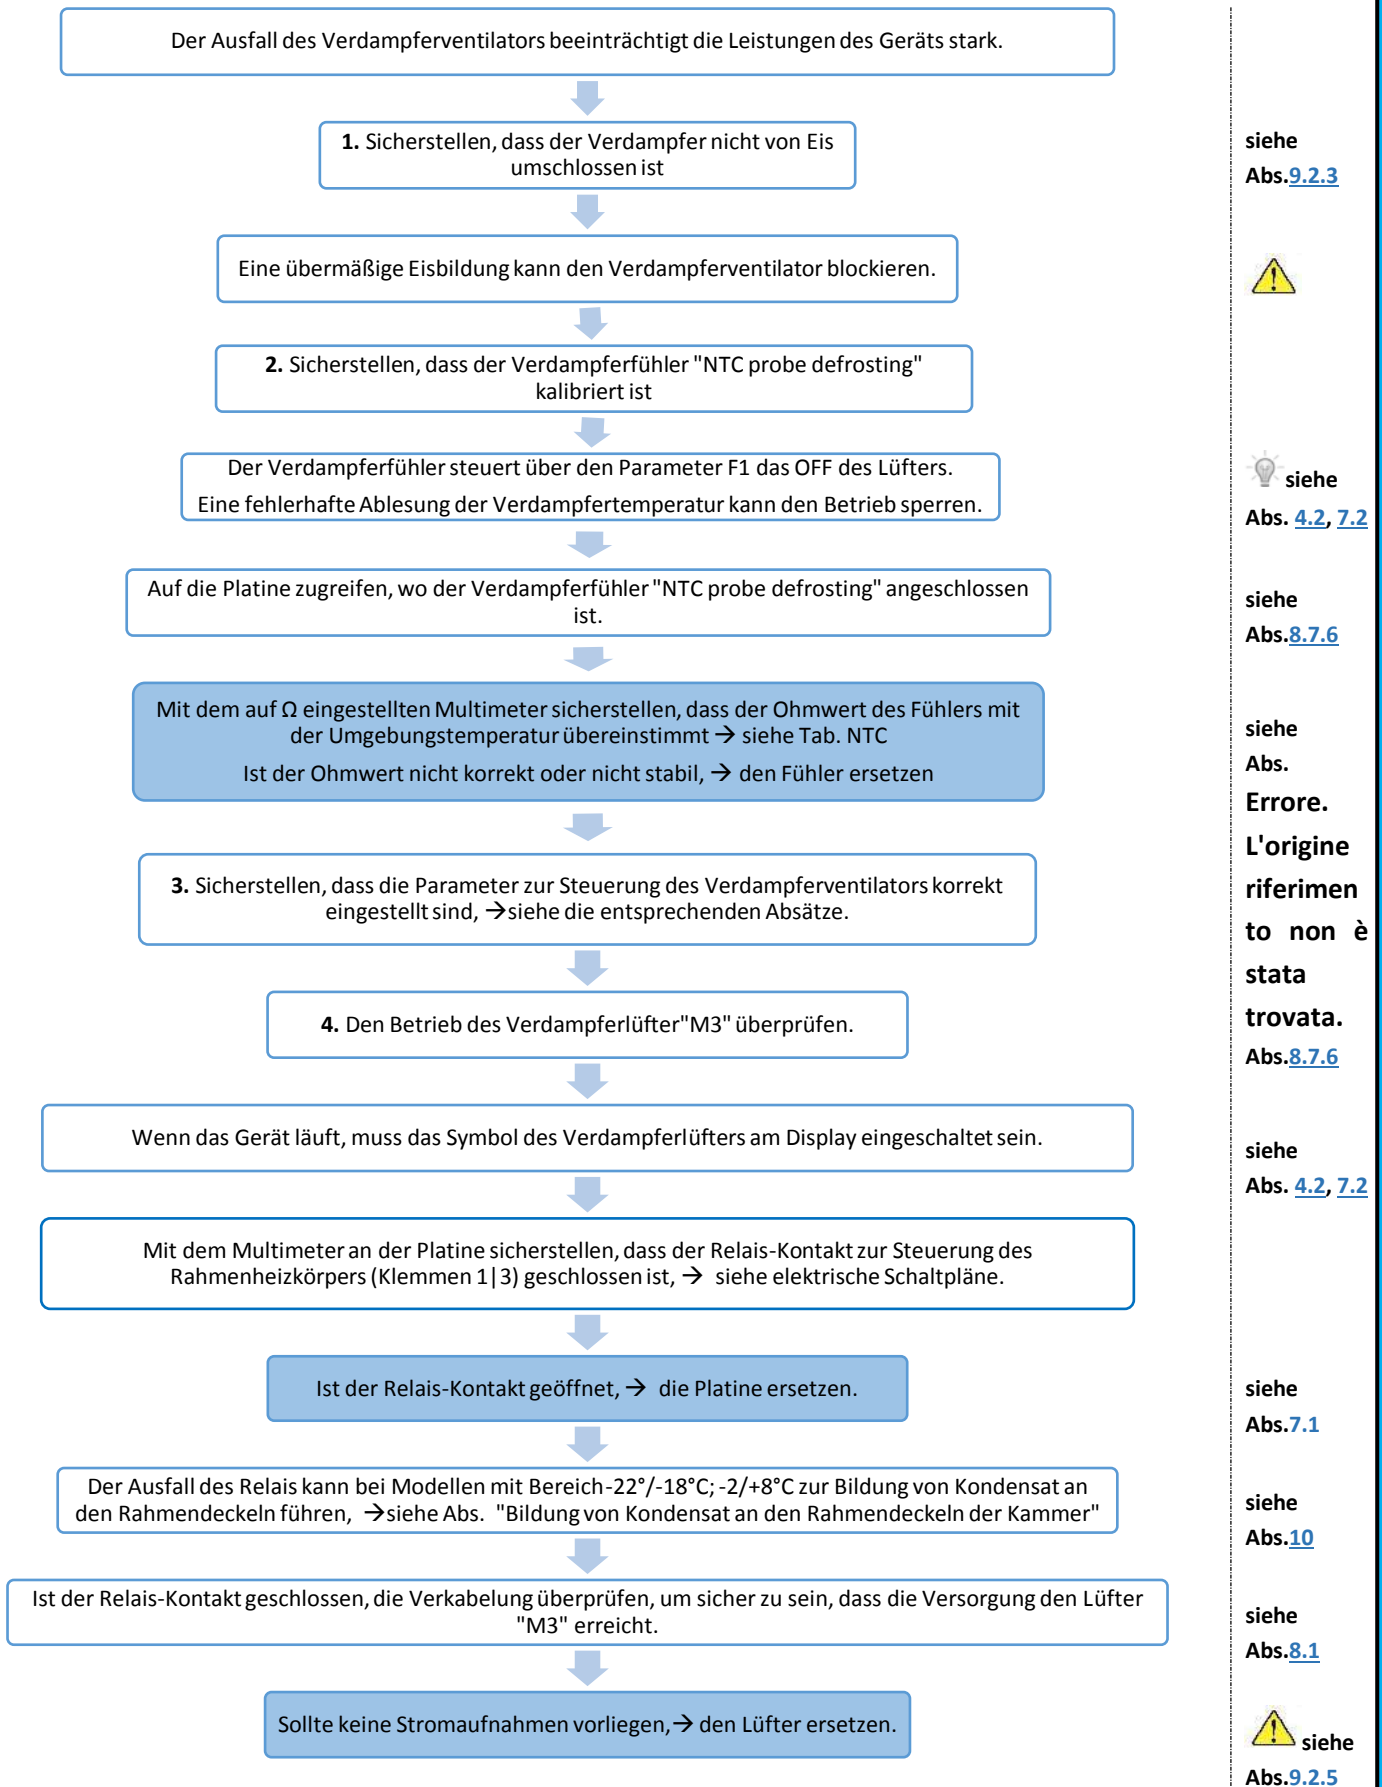 Der Ausfall des Verdampferventilators beeinträchtigt die Leistungen des Geräts stark.
1. Sicherstellen, dass der Verdampfer nicht von Eis
umschlossen ist
siehe
Abs.9.2.3
Eine übermäßige Eisbildung kann den Verdampferventilator blockieren.
2. Sicherstellen, dass der Verdampferfühler "NTC probe defrosting"
kalibriert ist
Der Verdampferfühler steuert über den Parameter F1 das OFF des Lüfters.
Eine fehlerhafte Ablesung der Verdampfertemperatur kann den Betrieb sperren.
siehe
Abs. 4.2, 7.2
Auf die Platine zugreifen, wo der Verdampferfühler "NTC probe defrosting" angeschlossen
ist.
siehe
Abs.8.7.6
Mit dem auf Ω eingestellten Multimeter sicherstellen, dass der Ohmwert des Fühlers mit
der Umgebungstemperatur übereinstimmt → siehe Tab. NTC
Ist der Ohmwert nicht korrekt oder nicht stabil, → den Fühler ersetzen
siehe
Abs.
Errore.
L'origine
riferimen
to non è
stata
trovata.
Abs.8.7.6
3. Sicherstellen, dass die Parameter zur Steuerung des Verdampferventilators korrekt
eingestellt sind, →siehe die entsprechenden Absätze.
4. Den Betrieb des Verdampferlüfter"M3" überprüfen.
Wenn das Gerät läuft, muss das Symbol des Verdampferlüfters am Display eingeschaltet sein.
siehe
Abs. 4.2, 7.2
Mit dem Multimeter an der Platine sicherstellen, dass der Relais-Kontakt zur Steuerung des
Rahmenheizkörpers (Klemmen 1|3) geschlossen ist, → siehe elektrische Schaltpläne.
Ist der Relais-Kontakt geöffnet, → die Platine ersetzen.
siehe
Abs.7.1
Der Ausfall des Relais kann bei Modellen mit Bereich-22°/-18°C; -2/+8°C zur Bildung von Kondensat an
den Rahmendeckeln führen, →siehe Abs. "Bildung von Kondensat an den Rahmendeckeln der Kammer"
siehe
Abs.10
Ist der Relais-Kontakt geschlossen, die Verkabelung überprüfen, um sicher zu sein, dass die Versorgung den Lüfter
"M3" erreicht.
siehe
Abs.8.1
Sollte keine Stromaufnahmen vorliegen,→ den Lüfter ersetzen.
siehe
Abs.9.2.5